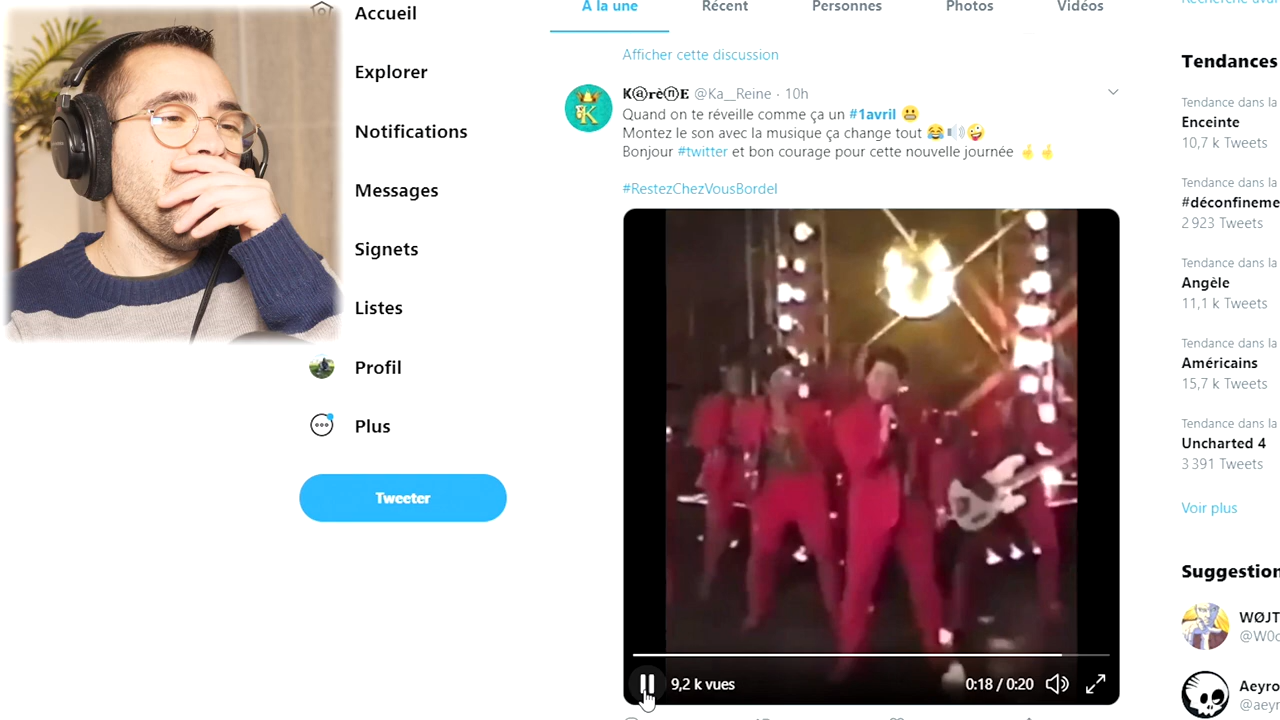 Accueil
Explorer
Notifications
Messages
Signets
Listes
Profil
Plus
Tweeter
À la une
Récent
Personnes
Photos
Vidéos
Afficher cette discussion
KⓐrèⓝE @Ka__Reine · 10h
Quand on te réveille comme ça un #1avril 😬
Montez le son avec la musique ça change tout 😂🔊🤪
Bonjour #twitter et bon courage pour cette nouvelle journée 🤞🤞
#RestezChezVousBordel
K
9,2 k vues
0:18 / 0:20
Tendances
Tendance dans la
Enceinte
10,7 k Tweets
Tendance dans la
#déconfineme
2 923 Tweets
Tendance dans la
Angèle
11,1 k Tweets
Tendance dans la
Américains
15,7 k Tweets
Tendance dans la
Uncharted 4
3 391 Tweets
Voir plus
Suggestion
WØJT
@W0c
Aeyro
@aeyr